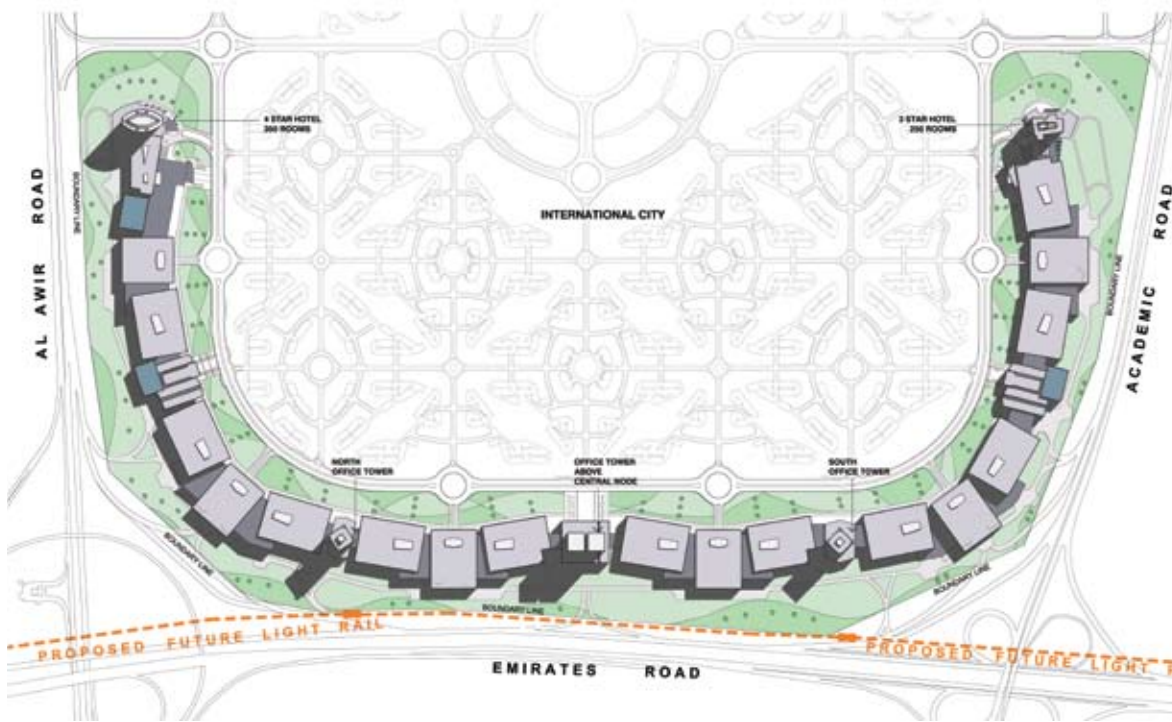 4 STAR HOTEL
3 STAR HOTEL
200 ROOMS
AL AWIR ROAD
BOUNDARY LINE
INTERNATIONAL CITY
ACADEMIC ROAD
BOUNDARY LINE
NORTH
OFFICE TOWER
OFFICE TOWER
ABOVE
CENTRAL NODE
SOUTH
OFFICE TOWER
BOUNDARY LINE
BOUNDARY LINE
BOUNDARY LINE
PROPOSED FUTURE LIGHT RAIL
PROPOSED FUTURE LIGHT R
EMIRATES ROAD